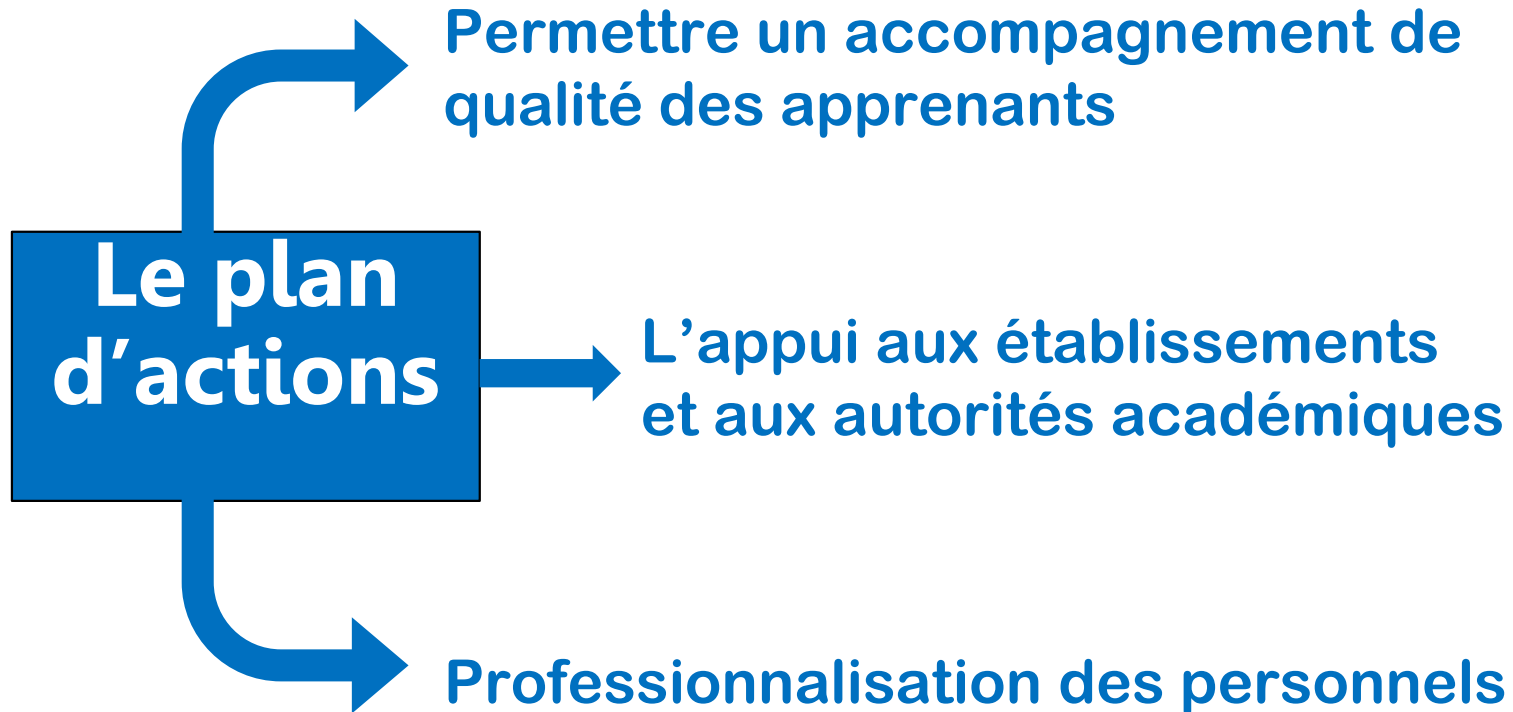 Permettre un accompagnement de
qualité des apprenants
Le plan
d’actions
L’appui aux établissements
et aux autorités académiques
Professionnalisation des personnels